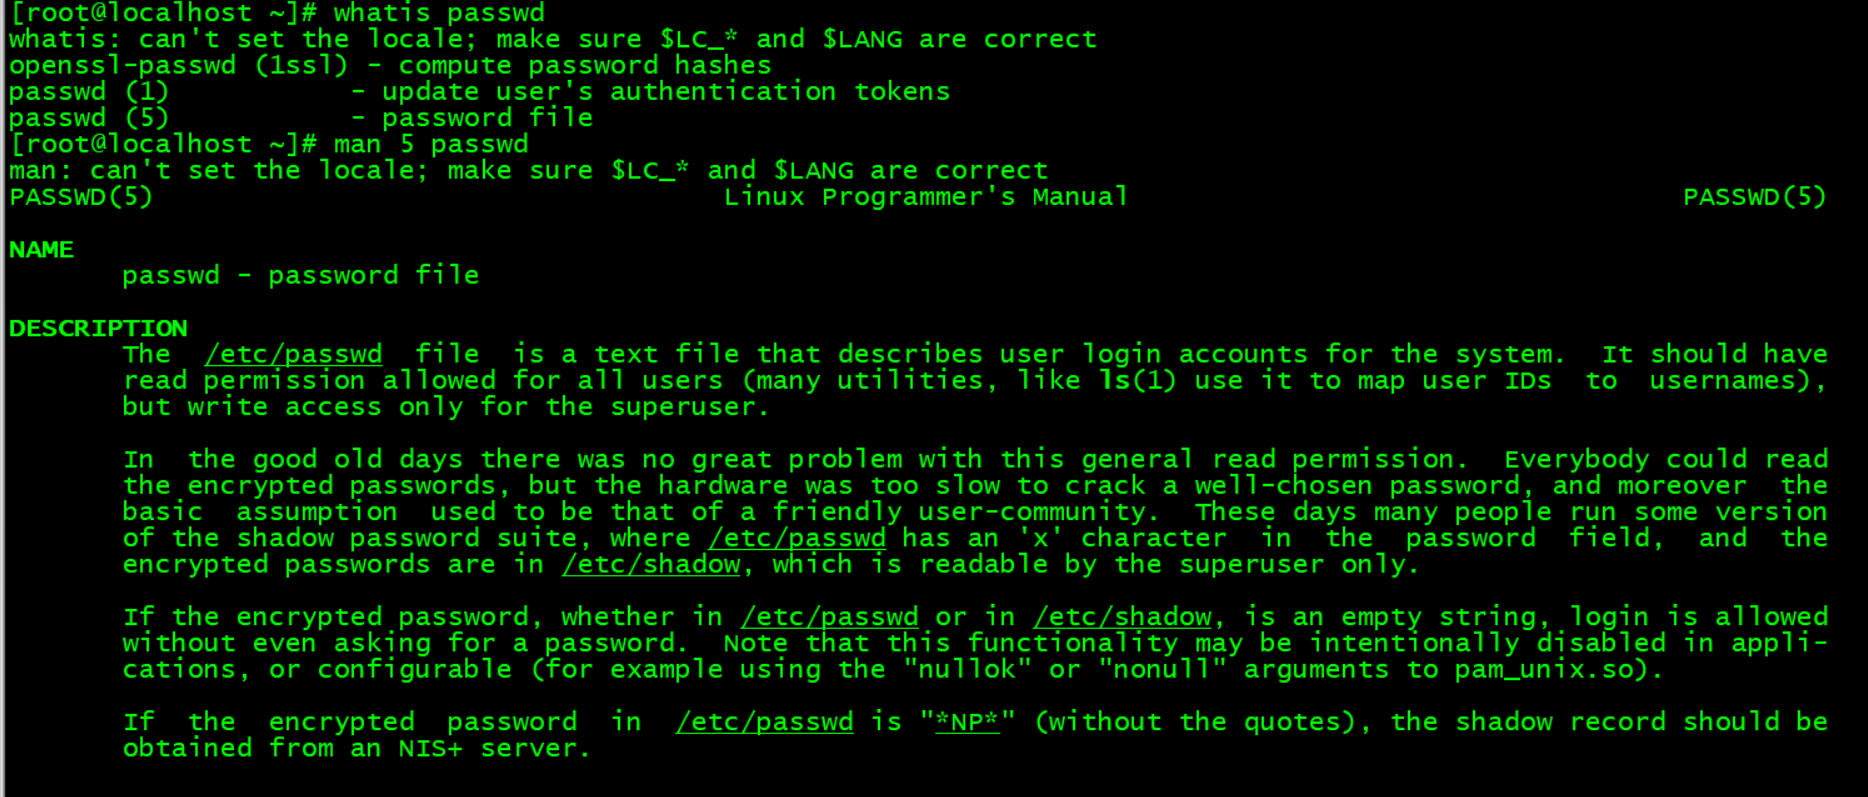 [root@localhost ~]# whatis passwd
whatis: can't set the locale; make sure $LC_* and $LANG are correct
openssl-passwd (1ssl) - compute password hashes
passwd (1)           - update user's authentication tokens
passwd (5)           - password file
[root@localhost ~]# man 5 passwd
man: can't set the locale; make sure $LC_* and $LANG are correct
PASSWD(5)                                   Linux Programmer's Manual                                  PASSWD(5)
NAME
       passwd - password file
DESCRIPTION
       The  /etc/passwd  file  is a text file that describes user login accounts for the system.  It should have
       read permission allowed for all users (many utilities, like ls(1) use it to map user IDs  to  usernames),
       but write access only for the superuser.
       In  the good old days there was no great problem with this general read permission.  Everybody could read
       the encrypted passwords, but the hardware was too slow to crack a well-chosen password, and moreover  the
       basic  assumption  used to be that of a friendly user-community.  These days many people run some version
       of the shadow password suite, where /etc/passwd has an 'x' character  in  the  password  field,  and  the
       encrypted passwords are in /etc/shadow, which is readable by the superuser only.
       If the encrypted password, whether in /etc/passwd or in /etc/shadow, is an empty string, login is allowed
       without even asking for a password.  Note that this functionality may be intentionally disabled in appli-
       cations, or configurable (for example using the "nullok" or "nonull" arguments to pam_unix.so).
       If  the  encrypted  password  in  /etc/passwd is "*NP*" (without the quotes), the shadow record should be
       obtained from an NIS+ server.